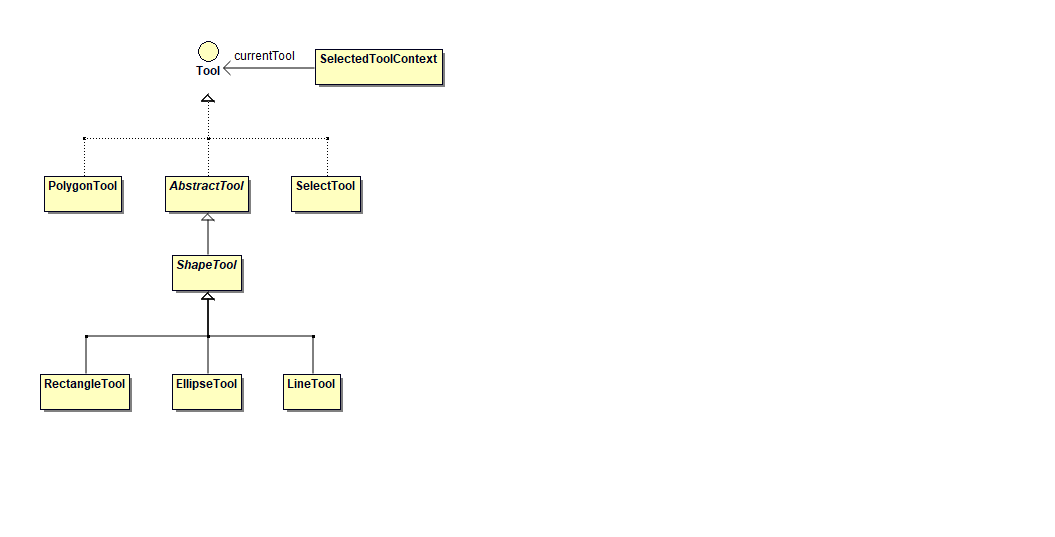 currentTool
SelectedToolContext
Tool
PolygonTool
AbstractTool
SelectTool
ShapeTool
RectangleTool
EllipseTool
LineTool